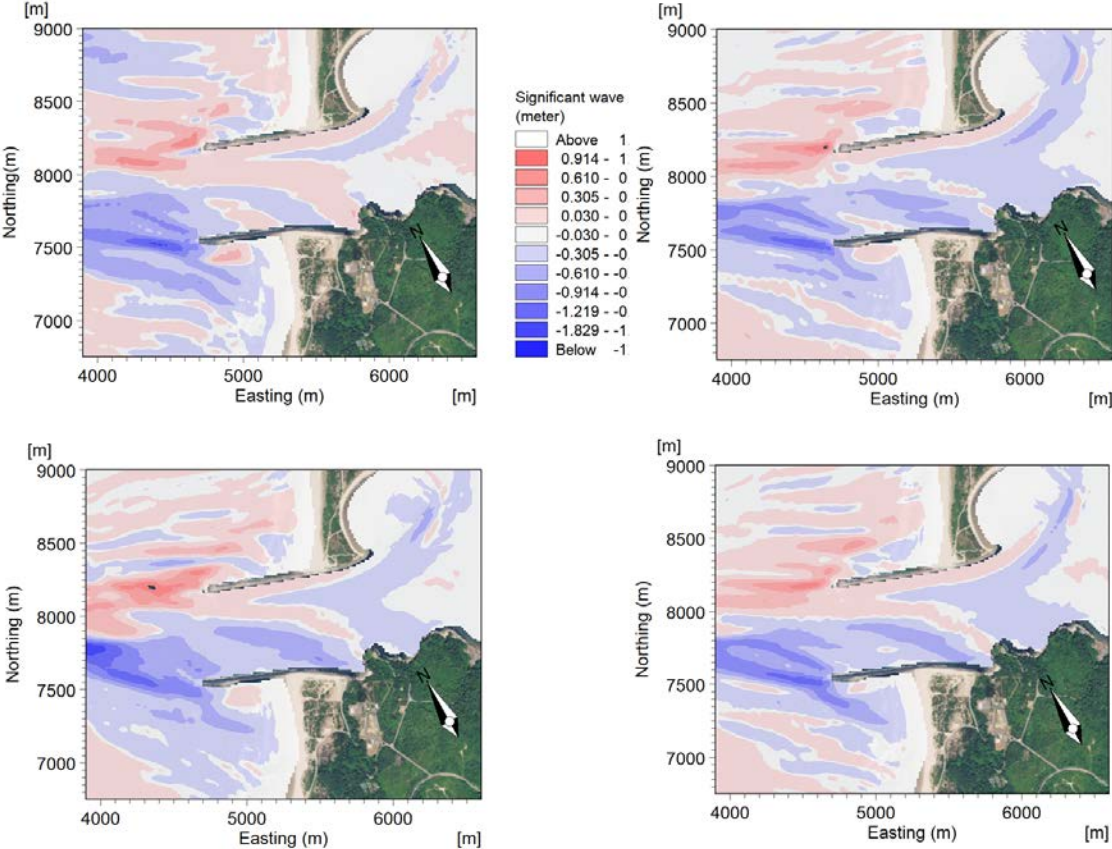 [m]
9000
8500
8000
7500
7000
Northing(m)
4000 5000 6000
Easting (m) [m]
N
Significant wave
(meter)
Above 1
0.914 - 1
0.610 - 0
0.305 - 0
0.030 - 0
-0.030 - 0
-0.305 - -0
-0.610 - -0
-0.914 - -0
-1.219 - -0
-1.829 - -1
Below -1
[m]
9000
8500
8000
7500
7000
Northing (m)
4000 5000 6000
Easting (m) [m]
N
[m]
9000
8500
8000
7500
7000
Northing (m)
4000 5000 6000
Easting (m) [m]
N
[m]
9000
8500
8000
7500
7000
Northing (m)
4000 5000 6000
Easting (m) [m]
N